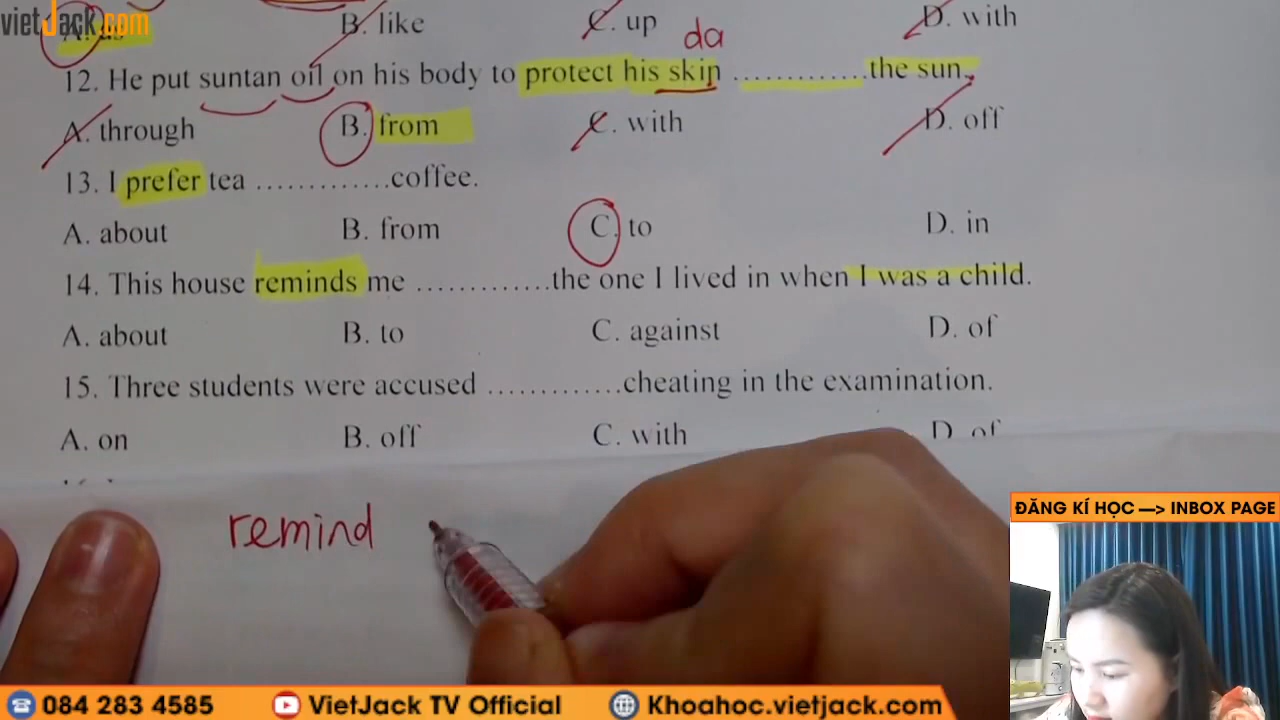 vietJack.com
A. as B. like C. up D. with
da
12. He put suntan oil on his body to protect his skin .............the sun.
A. through B. from C. with D. off
13. I prefer tea .............coffee.
A. about B. from C. to D. in
14. This house reminds me .............the one I lived in when I was a child.
A. about B. to C. against D. of
15. Three students were accused .............cheating in the examination.
A. on B. off C. with D. of
remind
ĐĂNG KÍ HỌC —> INBOX PAGE
084 283 4585 VietJack TV Official Khoahoc.vietjack.com